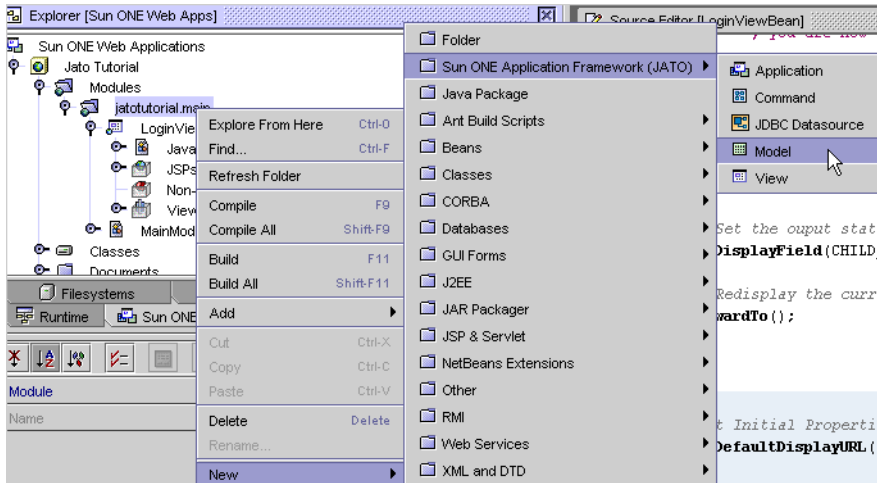 Explorer [Sun ONE Web Apps]
Source Editor [LoginViewBean]
Sun ONE Web Applications
Jato Tutorial
Modules
jatotutorial.main
LoginVie
Java
JSPs
Non-
View
MainMod
Classes
Documents
Filesystems
Runtime
Sun ONE
Module
Name
Explore From Here Ctrl-0
Find... Ctrl-F
Refresh Folder
Compile F9
Compile All Shift-F9
Build F11
Build All Shift-F11
Add
Cut Ctrl-X
Copy Ctrl-C
Paste Ctrl-V
Delete Delete
Rename...
New
Folder
Sun ONE Application Framework (JATO)
Java Package
Ant Build Scripts
Beans
Classes
CORBA
Databases
GUI Forms
J2EE
JAR Packager
JSP & Servlet
NetBeans Extensions
Other
RMI
Web Services
XML and DTD
Application
Command
JDBC Datasource
Model
View
, you are now
Set the ouput stat
DisplayField(CHILD
Redisplay the curr
wardTo();
t Initial Properti
DefaultDisplayURL(